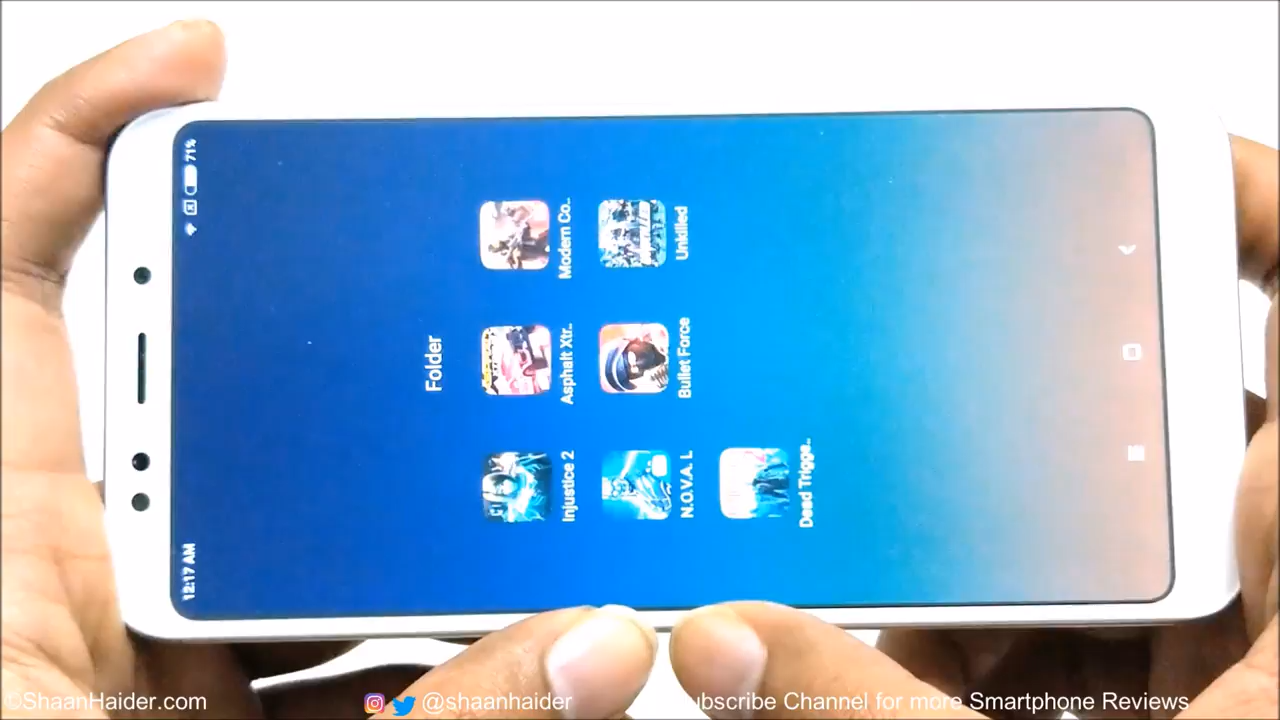 12:17 AM
71%
Folder
Injustice 2
Asphalt Xtr..
Modern Co..
N.O.V.A. L
Bullet Force
Unkilled
Dead Trigge..
©ShaanHaider.com
@shaanhaider
ubscribe Channel for more Smartphone Reviews